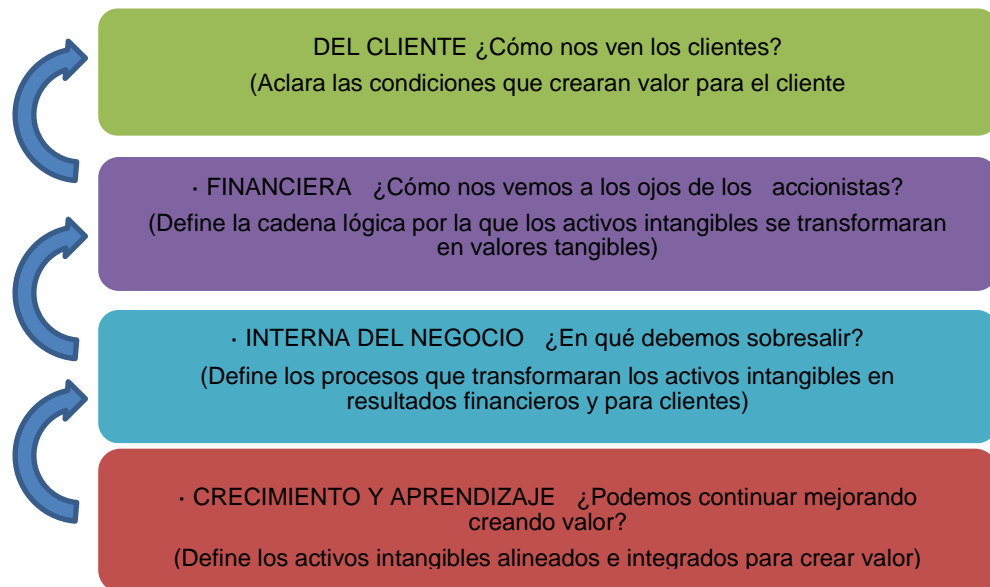 DEL CLIENTE ¿Cómo nos ven los clientes?
(Aclara las condiciones que crearan valor para el cliente
· FINANCIERA ¿Cómo nos vemos a los ojos de los accionistas?
(Define la cadena lógica por la que los activos intangibles se transformaran
en valores tangibles)
· INTERNA DEL NEGOCIO ¿En qué debemos sobresalir?
(Define los procesos que transformaran los activos intangibles en
resultados financieros y para clientes)
· CRECIMIENTO Y APRENDIZAJE ¿Podemos continuar mejorando
creando valor?
(Define los activos intangibles alineados e integrados para crear valor)